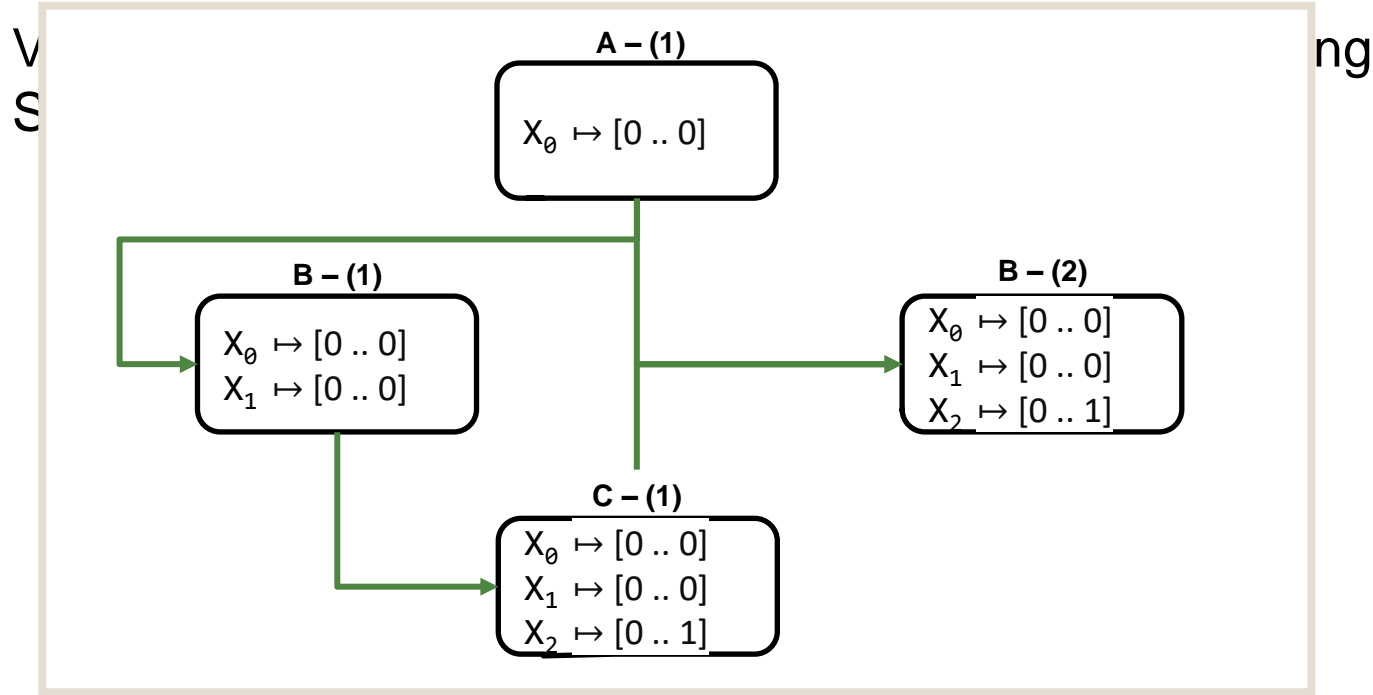 A – (1)
X₀ ↦ [0 .. 0]
B – (1)
X₀ ↦ [0 .. 0]
X₁ ↦ [0 .. 0]
B – (2)
X₀ ↦ [0 .. 0]
X₁ ↦ [0 .. 0]
X₂ ↦ [0 .. 1]
C – (1)
X₀ ↦ [0 .. 0]
X₁ ↦ [0 .. 0]
X₂ ↦ [0 .. 1]